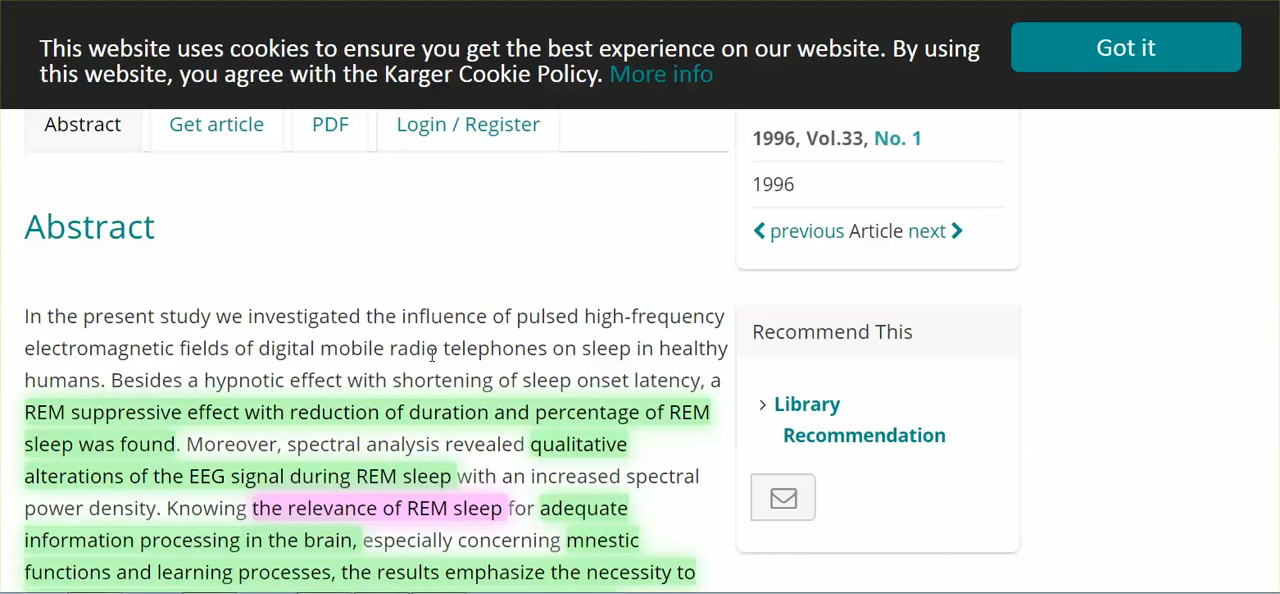 This website uses cookies to ensure you get the best experience on our website. By using
this website, you agree with the Karger Cookie Policy. More info
Got it
Abstract
Get article
PDF
Login / Register
1996, Vol.33, No. 1
1996
previous Article next
Abstract
In the present study we investigated the influence of pulsed high-frequency
electromagnetic fields of digital mobile radio telephones on sleep in healthy
humans. Besides a hypnotic effect with shortening of sleep onset latency, a
REM suppressive effect with reduction of duration and percentage of REM
sleep was found. Moreover, spectral analysis revealed qualitative
alterations of the EEG signal during REM sleep with an increased spectral
power density. Knowing the relevance of REM sleep for adequate
information processing in the brain, especially concerning mnestic
functions and learning processes, the results emphasize the necessity to
Recommend This
Library
Recommendation